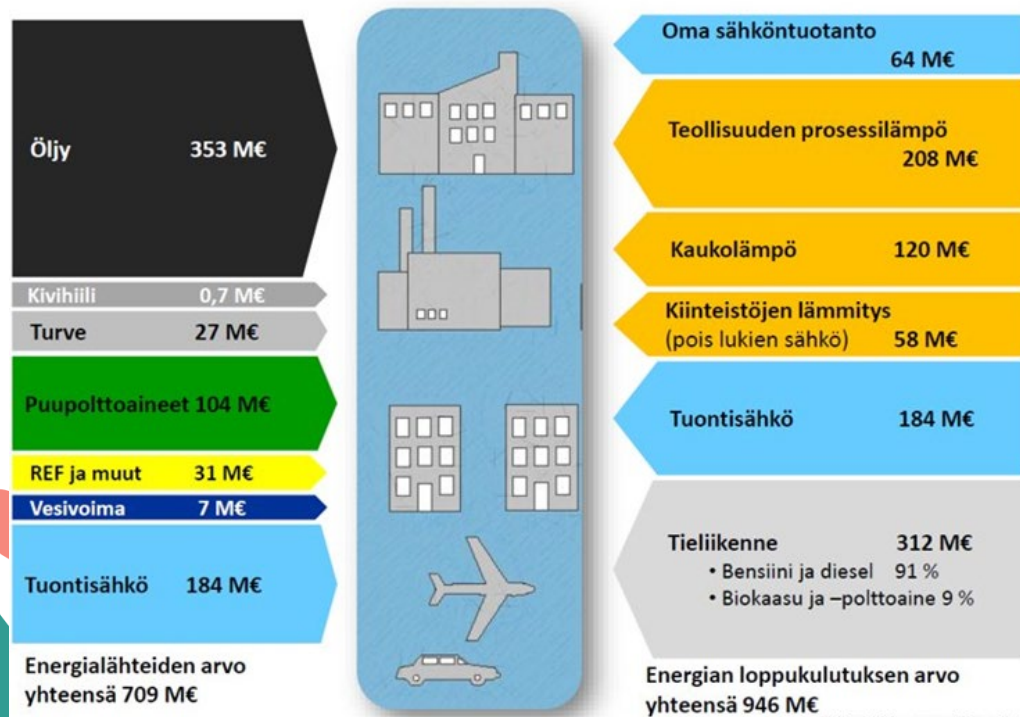 Öljy 353 M€
Kivihiili 0,7 M€
Turve 27 M€
Puupolttoaineet 104 M€
REF ja muut 31 M€
Vesivoima 7 M€
Tuontisähkö 184 M€
Energialähteiden arvo
yhteensä 709 M€
Oma sähköntuotanto
64 M€
Teollisuuden prosessilämpö
208 M€
Kaukolämpö 120 M€
Kiinteistöjen lämmitys
(pois lukien sähkö) 58 M€
Tuontisähkö 184 M€
Tieliikenne 312 M€
• Bensiini ja diesel 91 %
• Biokaasu ja –polttoaine 9 %
Energian loppukulutuksen arvo
yhteensä 946 M€